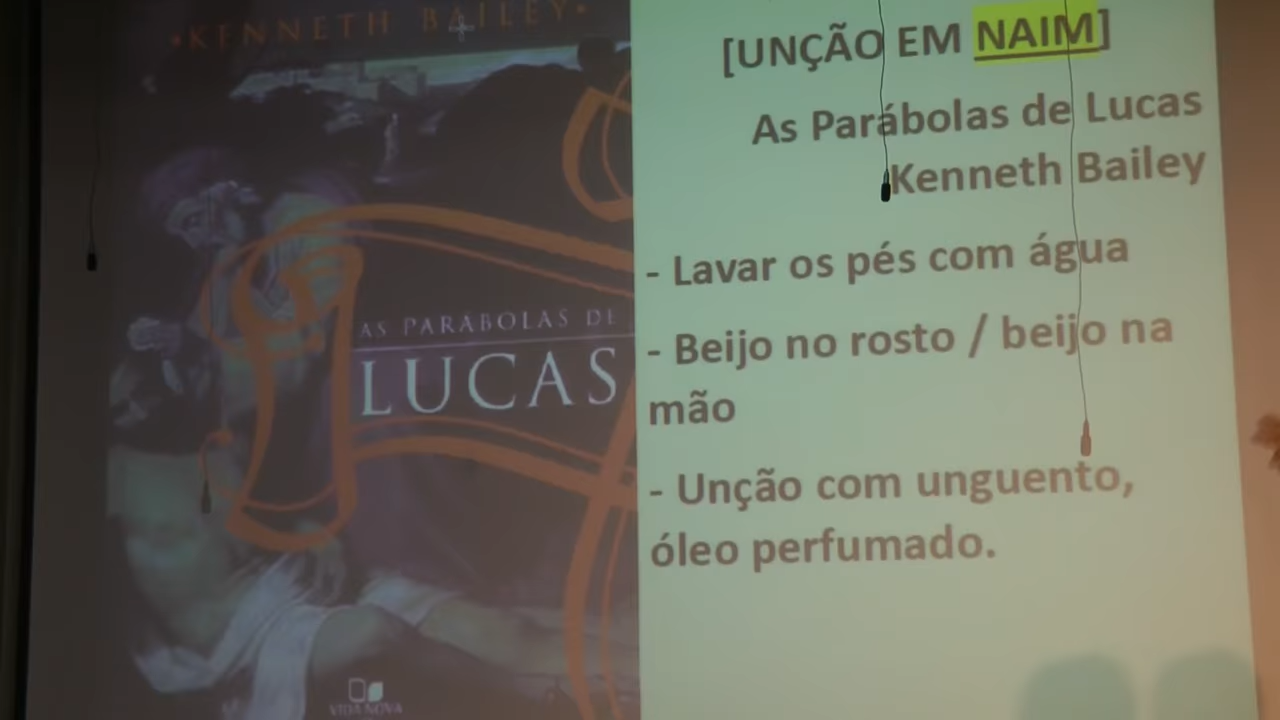 •KENNETH BAILEY•
AS PARÁBOLAS DE
LUCAS
VIDA NOVA
[UNÇÃO EM NAIM]
As Parábolas de Lucas
Kenneth Bailey
- Lavar os pés com água
- Beijo no rosto / beijo na
mão
- Unção com unguento,
óleo perfumado.